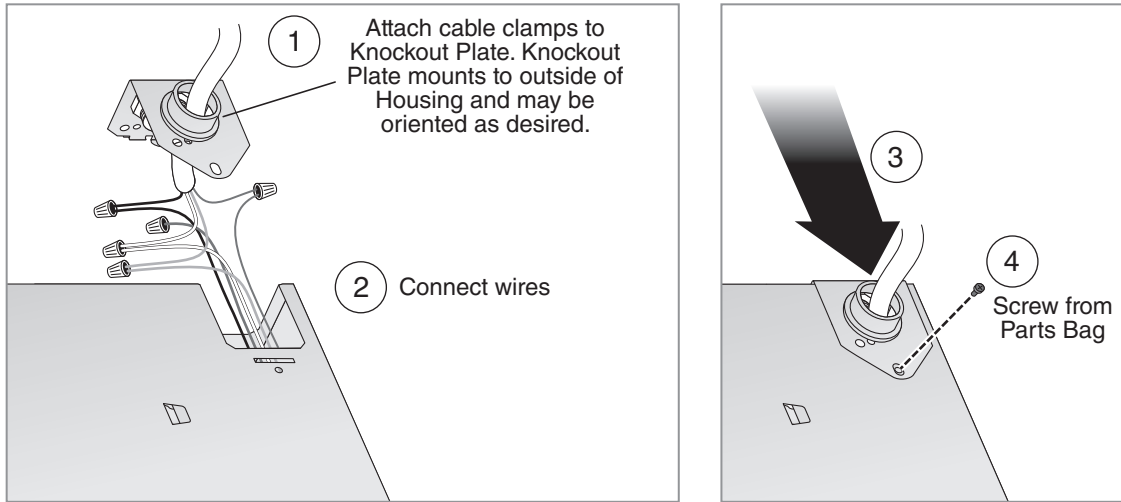 1
Attach cable clamps to
Knockout Plate. Knockout
Plate mounts to outside of
Housing and may be
oriented as desired.
2 Connect wires
3
4
Screw from
Parts Bag